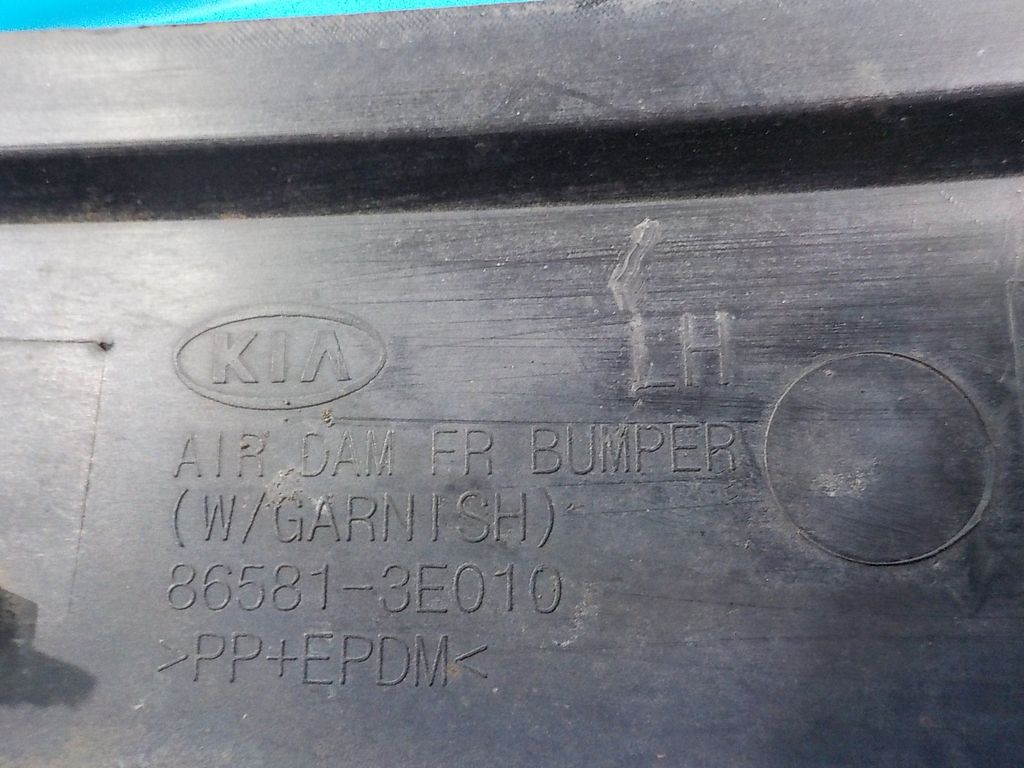 LH
KIA
AIR DAM FR BUMPER
(W/GARNISH)
86581-3E010
>PP+EPDM<